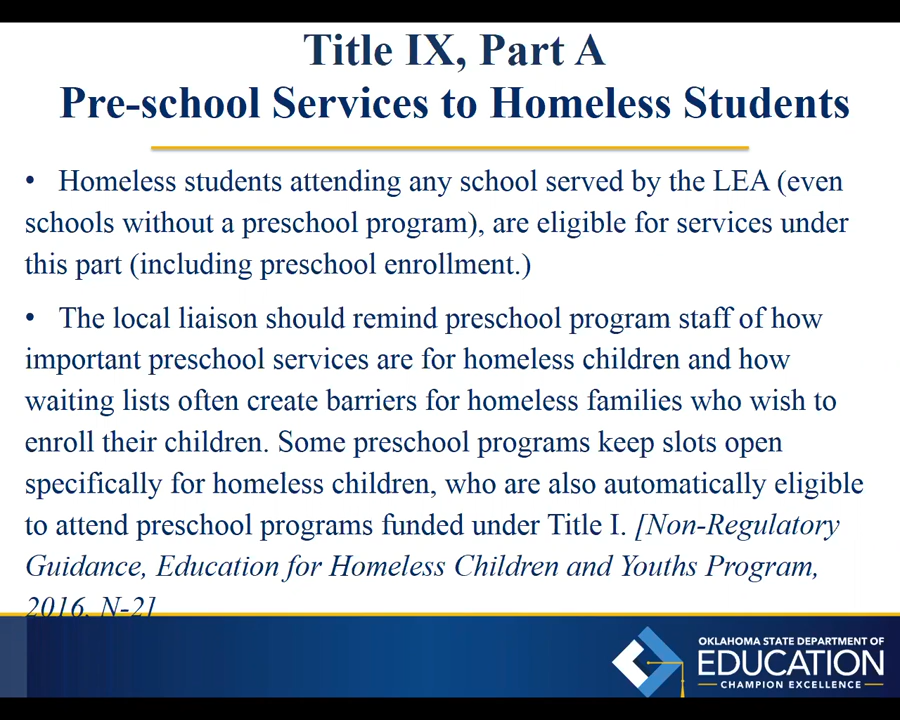 Title IX, Part A
Pre-school Services to Homeless Students
• Homeless students attending any school served by the LEA (even
schools without a preschool program), are eligible for services under
this part (including preschool enrollment.)
• The local liaison should remind preschool program staff of how
important preschool services are for homeless children and how
waiting lists often create barriers for homeless families who wish to
enroll their children. Some preschool programs keep slots open
specifically for homeless children, who are also automatically eligible
to attend preschool programs funded under Title I. [Non-Regulatory
Guidance, Education for Homeless Children and Youths Program,
2016, N-2]
OKLAHOMA STATE DEPARTMENT OF
EDUCATION
CHAMPION EXCELLENCE